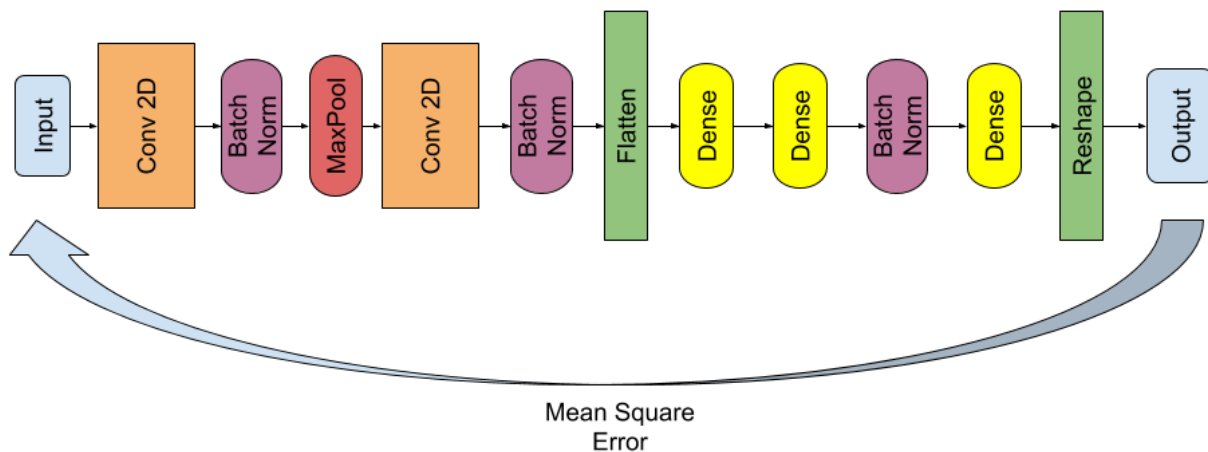 Input
Conv 2D
Batch
Norm
MaxPool
Conv 2D
Batch
Norm
Flatten
Dense
Dense
Batch
Norm
Dense
Reshape
Output
Mean Square
Error